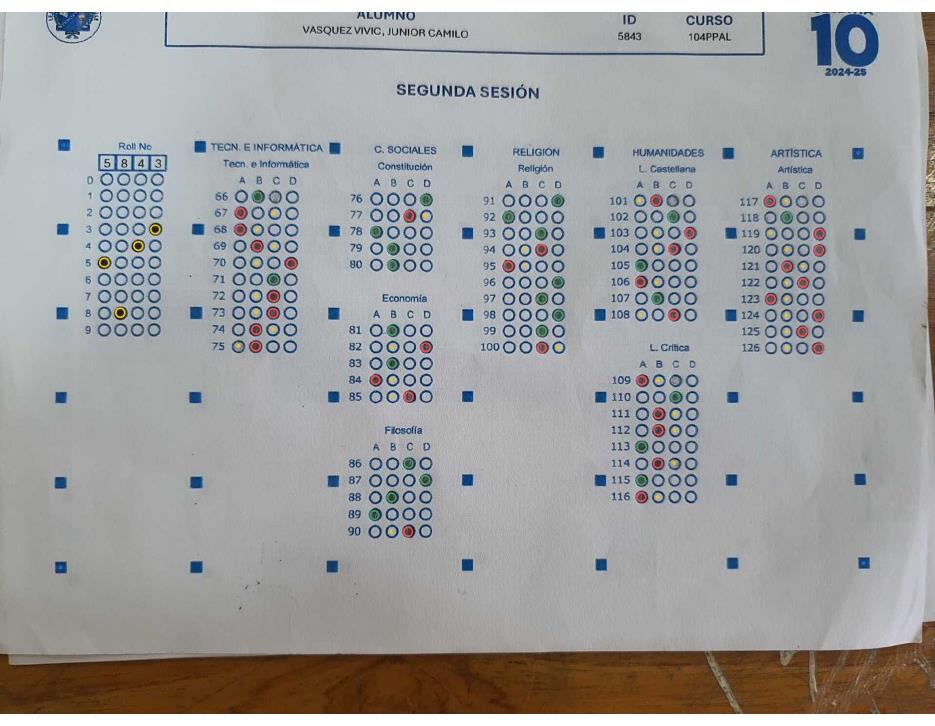 ALUMNO
VASQUEZ VIVIC, JUNIOR CAMILO
ID
5843
CURSO
104PPAL
10
2024-25
SEGUNDA SESIÓN
Roll No
5 8 4 3
0
1
2
3
4
5
6
7
8
9
TECN. E INFORMÁTICA
Tecn. e Informática
A B C D
66
67
68
69
70
71
72
73
74
75
C. SOCIALES
Constitución
A B C D
76
77
78
79
80
Economía
A B C D
81
82
83
84
85
Filosofía
A B C D
86
87
88
89
90
RELIGIÓN
Religión
A B C D
91
92
93
94
95
96
97
98
99
100
HUMANIDADES
L. Castellana
A B C D
101
102
103
104
105
106
107
108
L. Crítica
A B C D
109
110
111
112
113
114
115
116
ARTÍSTICA
Artística
A B C D
117
118
119
120
121
122
123
124
125
126